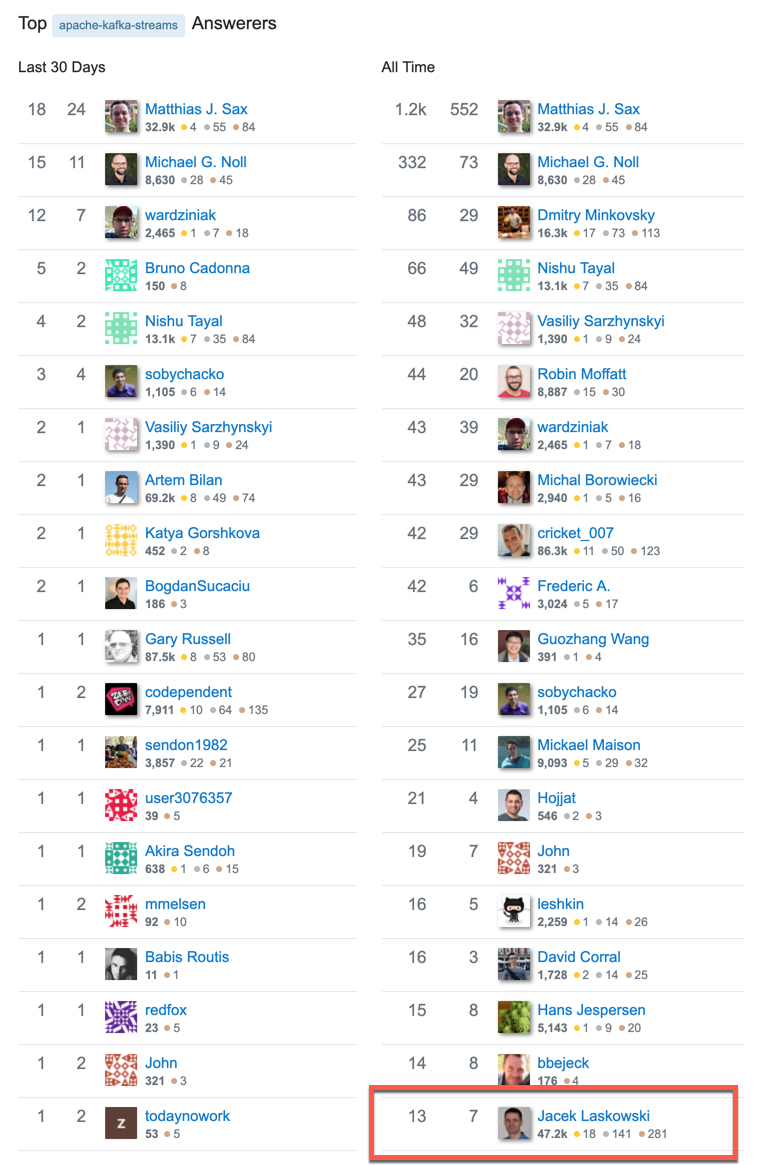 Top apache-kafka-streams Answerers
Last 30 Days
18 24 Matthias J. Sax
32.9k 4 55 84
15 11 Michael G. Noll
8,630 28 45
12 7 wardziniak
2,465 1 7 18
5 2 Bruno Cadonna
150 8
4 2 Nishu Tayal
13.1k 7 35 84
3 4 sobychacko
1,105 6 14
2 1 Vasiliy Sarzhynskyi
1,390 1 9 24
2 1 Artem Bilan
69.2k 8 49 74
2 1 Katya Gorshkova
452 2 8
2 1 BogdanSucaciu
186 3
1 1 Gary Russell
87.5k 8 53 80
1 2 codependent
7,911 10 64 135
1 1 sendon1982
3,857 22 21
1 1 user3076357
39 5
1 1 Akira Sendoh
638 1 6 15
1 2 mmelsen
92 10
1 1 Babis Routis
11 1
1 1 redfox
23 5
1 2 John
321 3
1 2 todaynowork
z
53 5
All Time
1.2k 552 Matthias J. Sax
32.9k 4 55 84
332 73 Michael G. Noll
8,630 28 45
86 29 Dmitry Minkovsky
16.3k 17 73 113
66 49 Nishu Tayal
13.1k 7 35 84
48 32 Vasiliy Sarzhynskyi
1,390 1 9 24
44 20 Robin Moffatt
8,887 15 30
43 39 wardziniak
2,465 1 7 18
43 29 Michal Borowiecki
2,940 1 5 16
42 29 cricket_007
86.3k 11 50 123
42 6 Frederic A.
3,024 5 17
35 16 Guozhang Wang
391 1 4
27 19 sobychacko
1,105 6 14
25 11 Mickael Maison
9,093 5 29 32
21 4 Hojjat
546 2 3
19 7 John
321 3
16 5 leshkin
2,259 1 14 26
16 3 David Corral
1,728 2 14 25
15 8 Hans Jespersen
5,143 1 9 20
14 8 bbejeck
176 4
13 7 Jacek Laskowski
47.2k 18 141 281